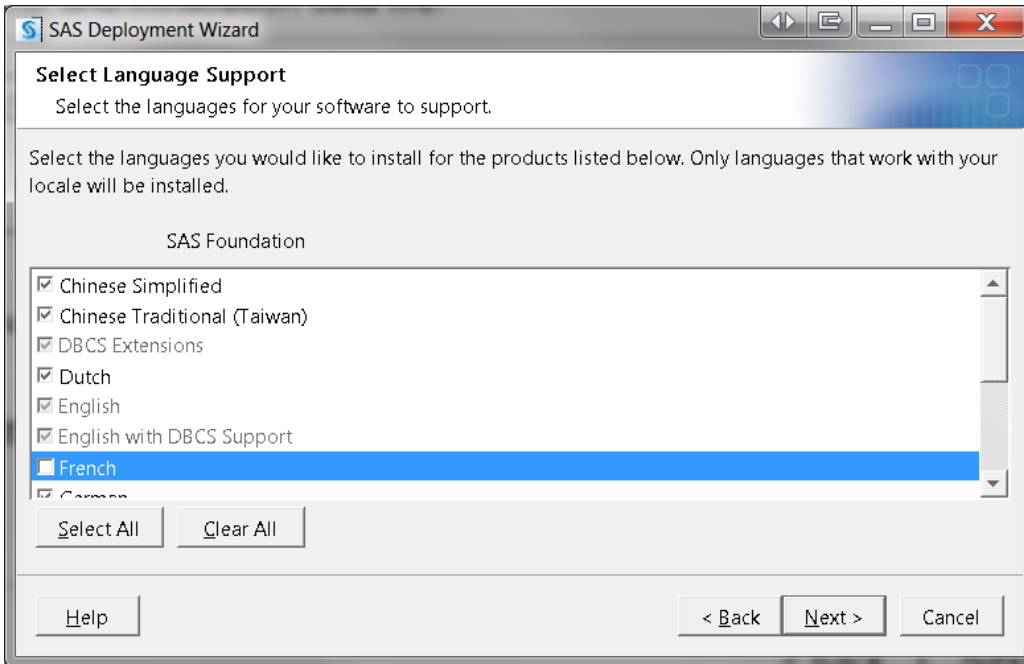 SAS Deployment Wizard
Select Language Support
Select the languages for your software to support.
Select the languages you would like to install for the products listed below. Only languages that work with your
locale will be installed.
SAS Foundation
Chinese Simplified
Chinese Traditional (Taiwan)
DBCS Extensions
Dutch
English
English with DBCS Support
French
German
Select All Clear All
Help < Back Next > Cancel